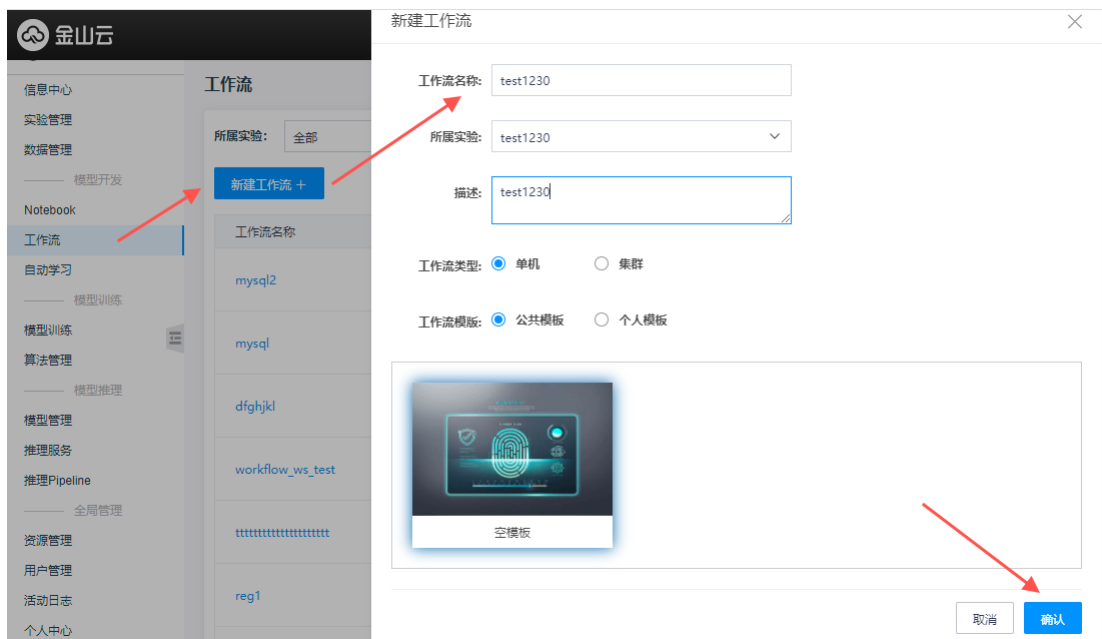 金山云
信息中心
实验管理
数据管理
模型开发
Notebook
工作流
自动学习
模型训练
模型训练
算法管理
模型推理
模型管理
推理服务
推理Pipeline
全局管理
资源管理
用户管理
活动日志
个人中心
工作流
所属实验: 全部
新建工作流 +
工作流名称
mysql2
mysql
dfghjkl
workflow_ws_test
ttttttttttttttttttttt
reg1
新建工作流
工作流名称: test1230
所属实验: test1230
描述: test1230
工作流类型: 单机 集群
工作流模版: 公共模板 个人模板
空模板
取消 确认